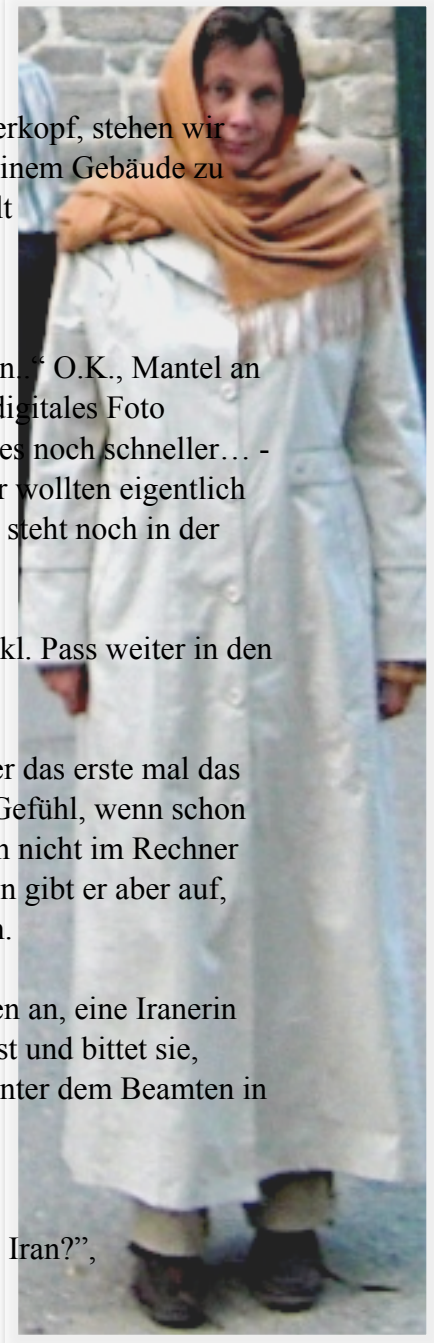 erkopf, stehen wir
inem Gebäude zu
lt
n..“ O.K., Mantel an
digitales Foto
es noch schneller… -
r wollten eigentlich
steht noch in der
kl. Pass weiter in den
er das erste mal das
Gefühl, wenn schon
n nicht im Rechner
n gibt er aber auf,
n.
en an, eine Iranerin
st und bittet sie,
nter dem Beamten in
Iran?”,